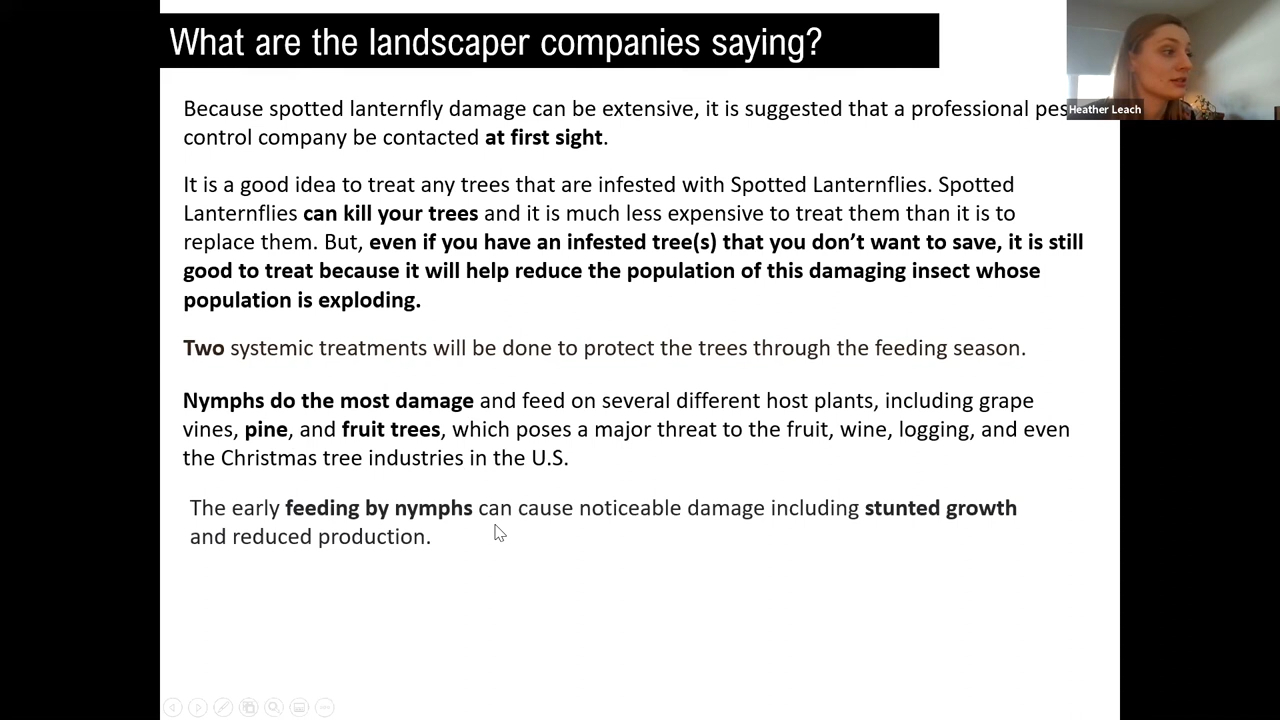 What are the landscaper companies saying?
Heather Leach
Because spotted lanternfly damage can be extensive, it is suggested that a professional
control company be contacted at first sight.
It is a good idea to treat any trees that are infested with Spotted Lanternflies. Spotted
Lanternflies can kill your trees and it is much less expensive to treat them than it is to
replace them. But, even if you have an infested tree(s) that you don’t want to save, it is still
good to treat because it will help reduce the population of this damaging insect whose
population is exploding.
Two systemic treatments will be done to protect the trees through the feeding season.
Nymphs do the most damage and feed on several different host plants, including grape
vines, pine, and fruit trees, which poses a major threat to the fruit, wine, logging, and even
the Christmas tree industries in the U.S.
The early feeding by nymphs can cause noticeable damage including stunted growth
and reduced production.